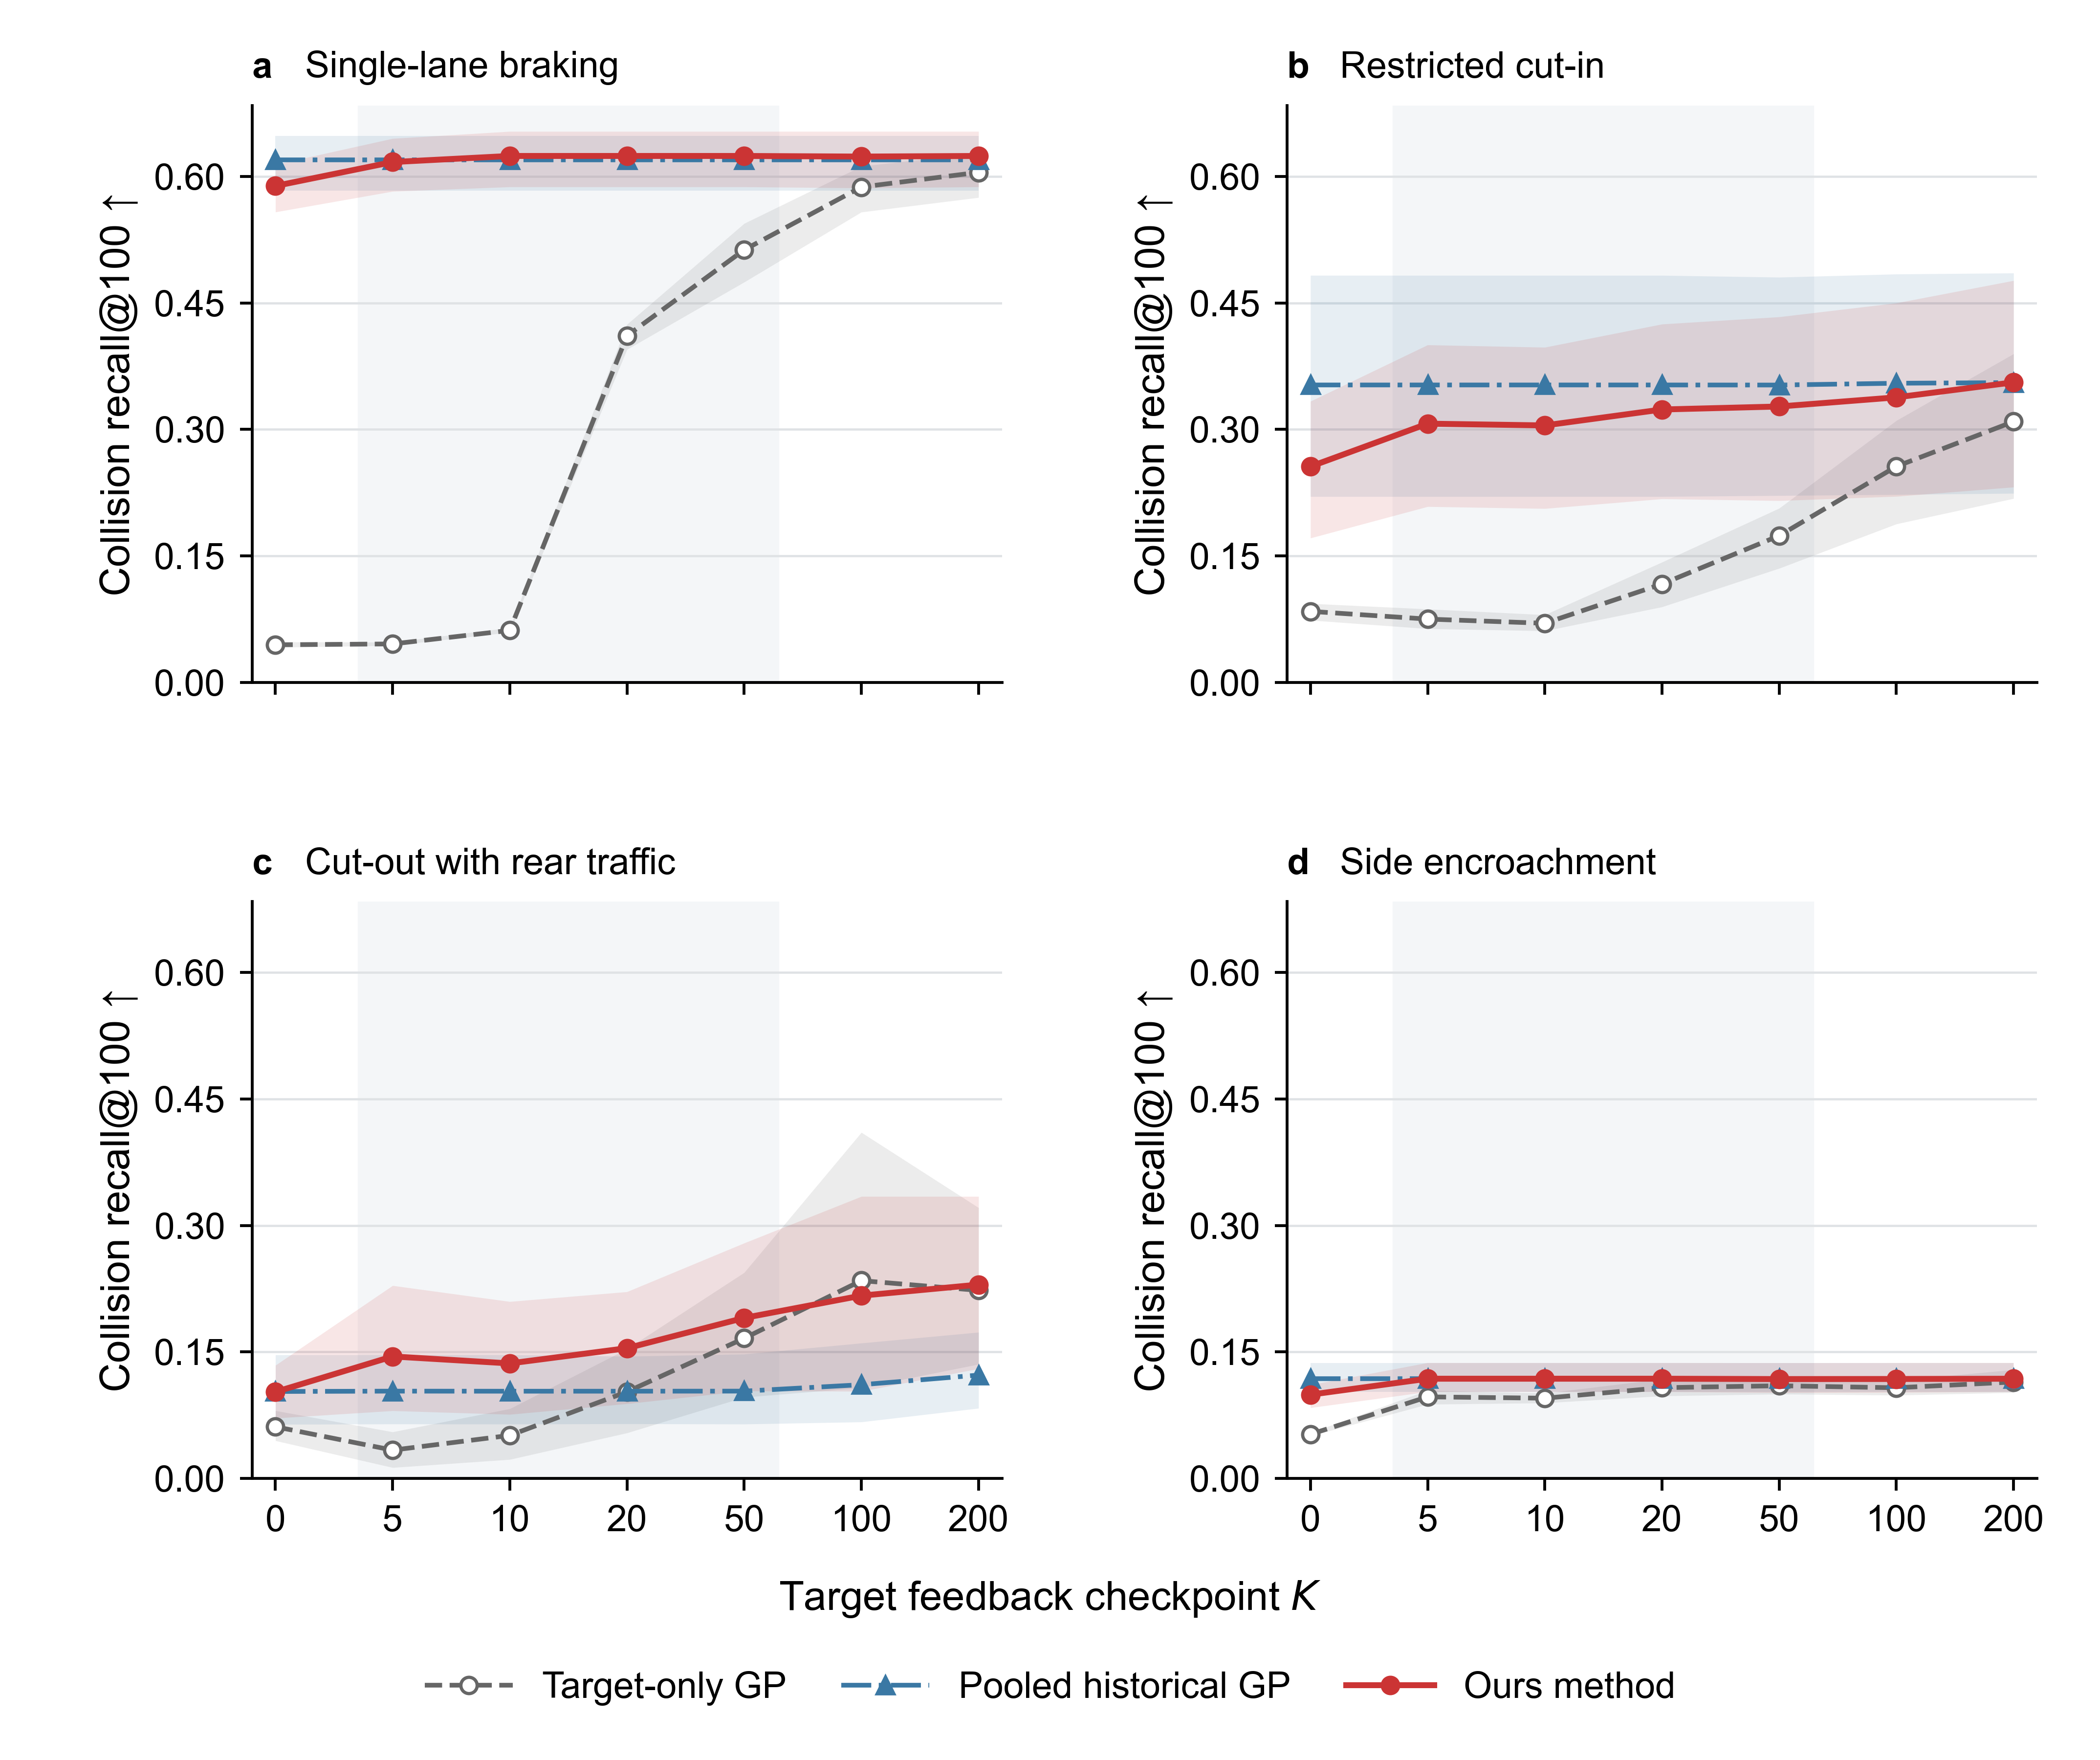 a Single-lane braking
Collision recall@100 ↑
0.60
0.45
0.30
0.15
0.00
b Restricted cut-in
Collision recall@100 ↑
0.60
0.45
0.30
0.15
0.00
c Cut-out with rear traffic
Collision recall@100 ↑
0.60
0.45
0.30
0.15
0.00
0 5 10 20 50 100 200
d Side encroachment
Collision recall@100 ↑
0.60
0.45
0.30
0.15
0.00
0 5 10 20 50 100 200
Target feedback checkpoint K
Target-only GP Pooled historical GP Ours method